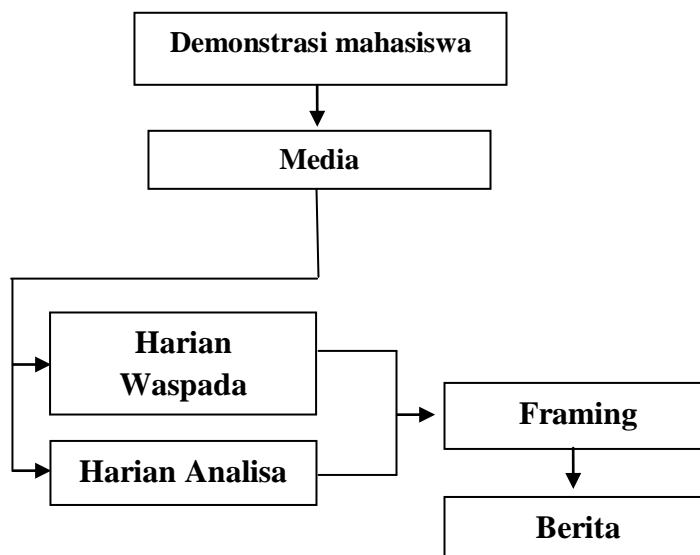 Demonstrasi mahasiswa
Media
Harian
Waspada
Harian Analisa
Framing
Berita